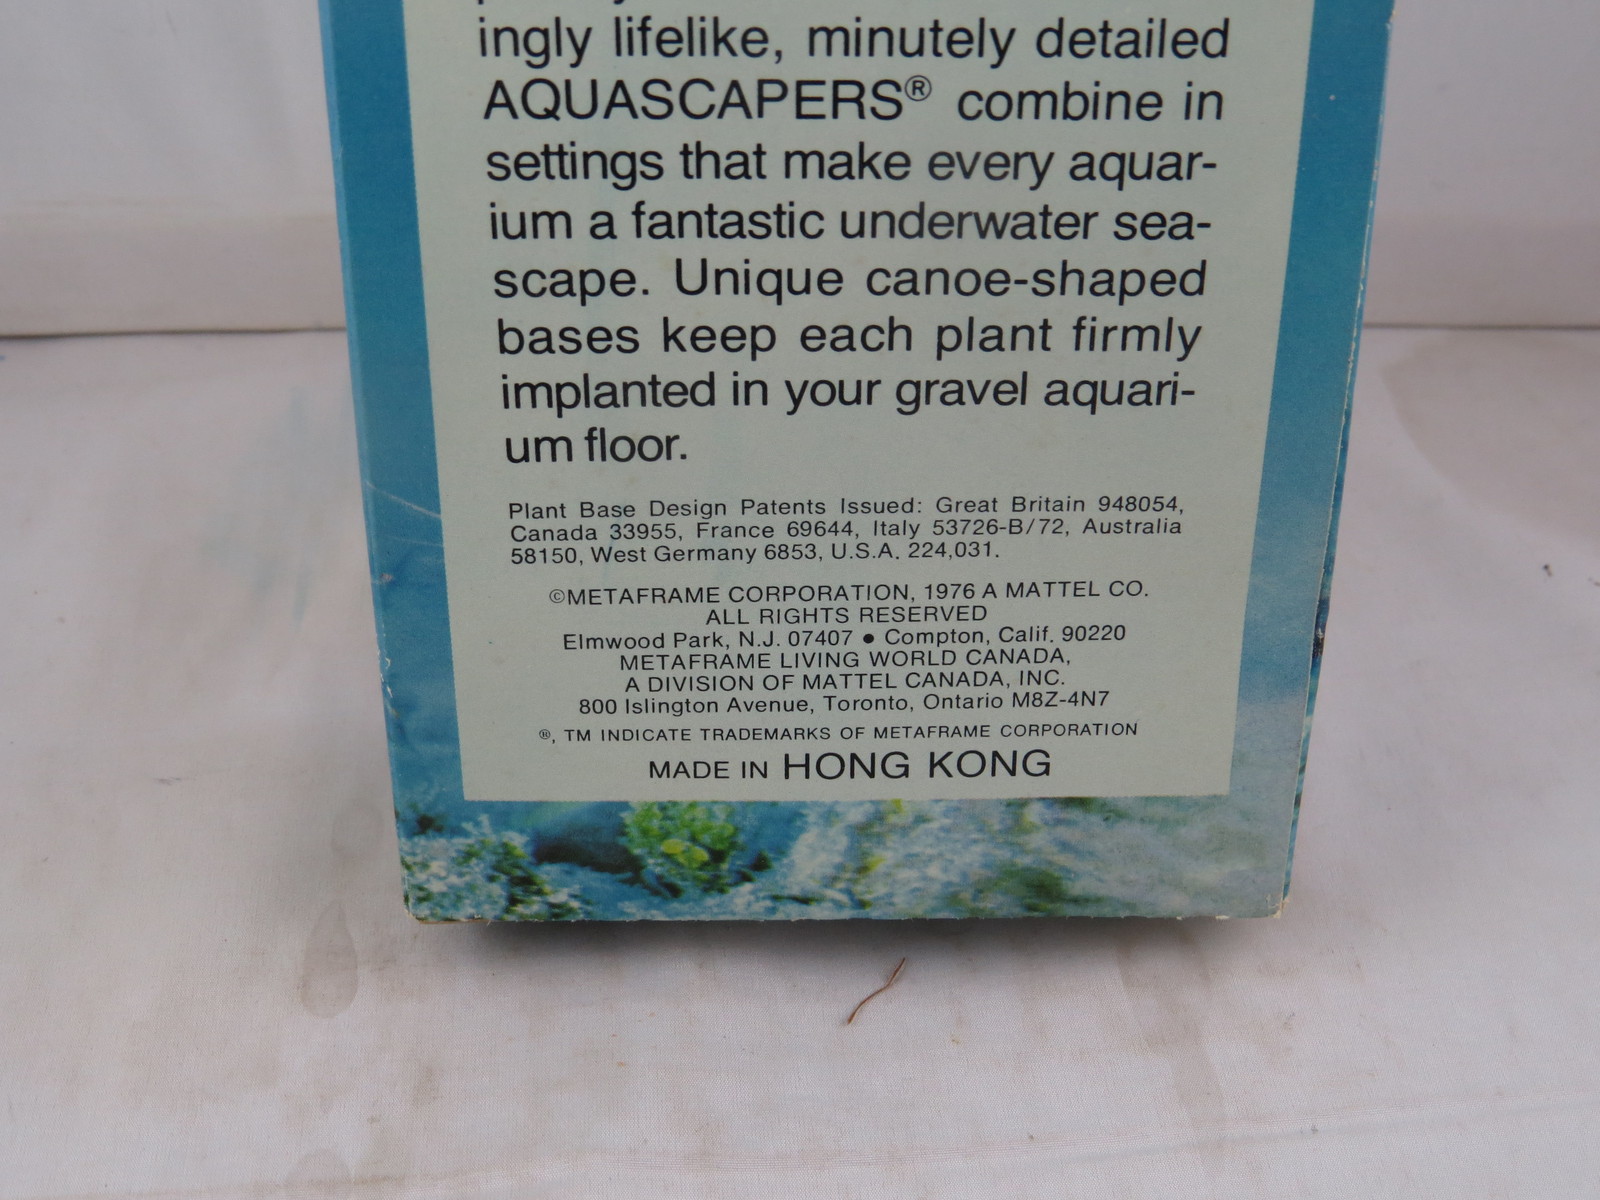 ingly lifelike, minutely detailed
AQUASCAPERS® combine in
settings that make every aquar-
ium a fantastic underwater sea-
scape. Unique canoe-shaped
bases keep each plant firmly
implanted in your gravel aquari-
um floor.
Plant Base Design Patents Issued: Great Britain 948054,
Canada 33955, France 69644, Italy 53726-B/72, Australia
58150, West Germany 6853, U.S.A. 224,031.
©METAFRAME CORPORATION, 1976 A MATTEL CO.
ALL RIGHTS RESERVED
Elmwood Park, N.J. 07407 ● Compton, Calif. 90220
METAFRAME LIVING WORLD CANADA,
A DIVISION OF MATTEL CANADA, INC.
800 Islington Avenue, Toronto, Ontario M8Z-4N7
®, TM INDICATE TRADEMARKS OF METAFRAME CORPORATION
MADE IN HONG KONG